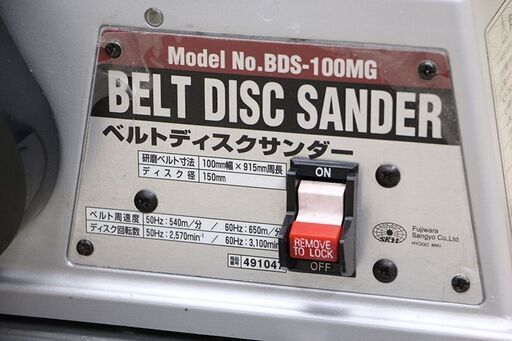 Model No.BDS-100MG
BELT DISC SANDER
ベルトディスクサンダー
研磨ベルト寸法 100mm幅×915mm周長
ディスク径 150mm
ベルト周速度 50Hz:540m/分 / 60Hz:650m/分
ディスク回転数 50Hz:2,570min⁻¹ / 60Hz:3,100min
49104
ON
REMOVE
TO LOCK
OFF
SK11
Fujiwara
Sangyo Co.,Ltd.
HYOGO MIKI